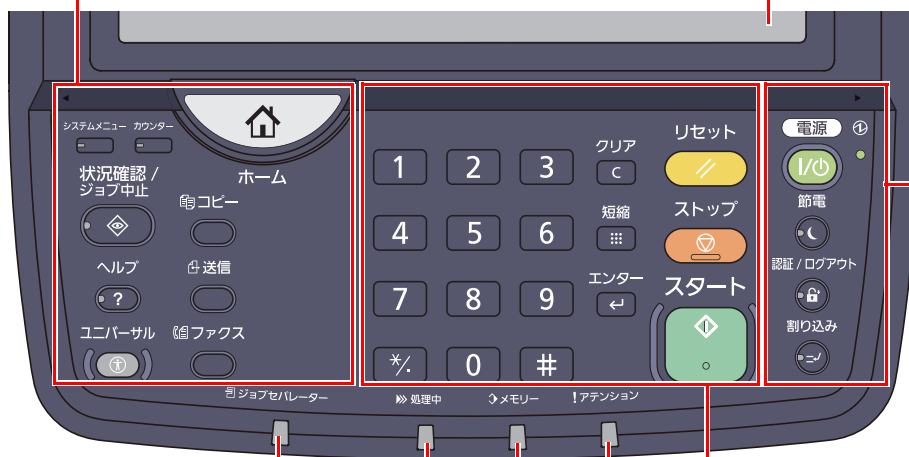 システムメニュー カウンター
状況確認 /
ジョブ中止
ホーム
コピー
ヘルプ
?
送信
ユニバーサル
ファクス
1 2 3
4 5 6
7 8 9
*/. 0 #
クリア
C
短縮
エンター
リセット
ストップ
スタート
電源
節電
認証 / ログアウト
割り込み
ジョブセパレーター
処理中
メモリー
!アテンション